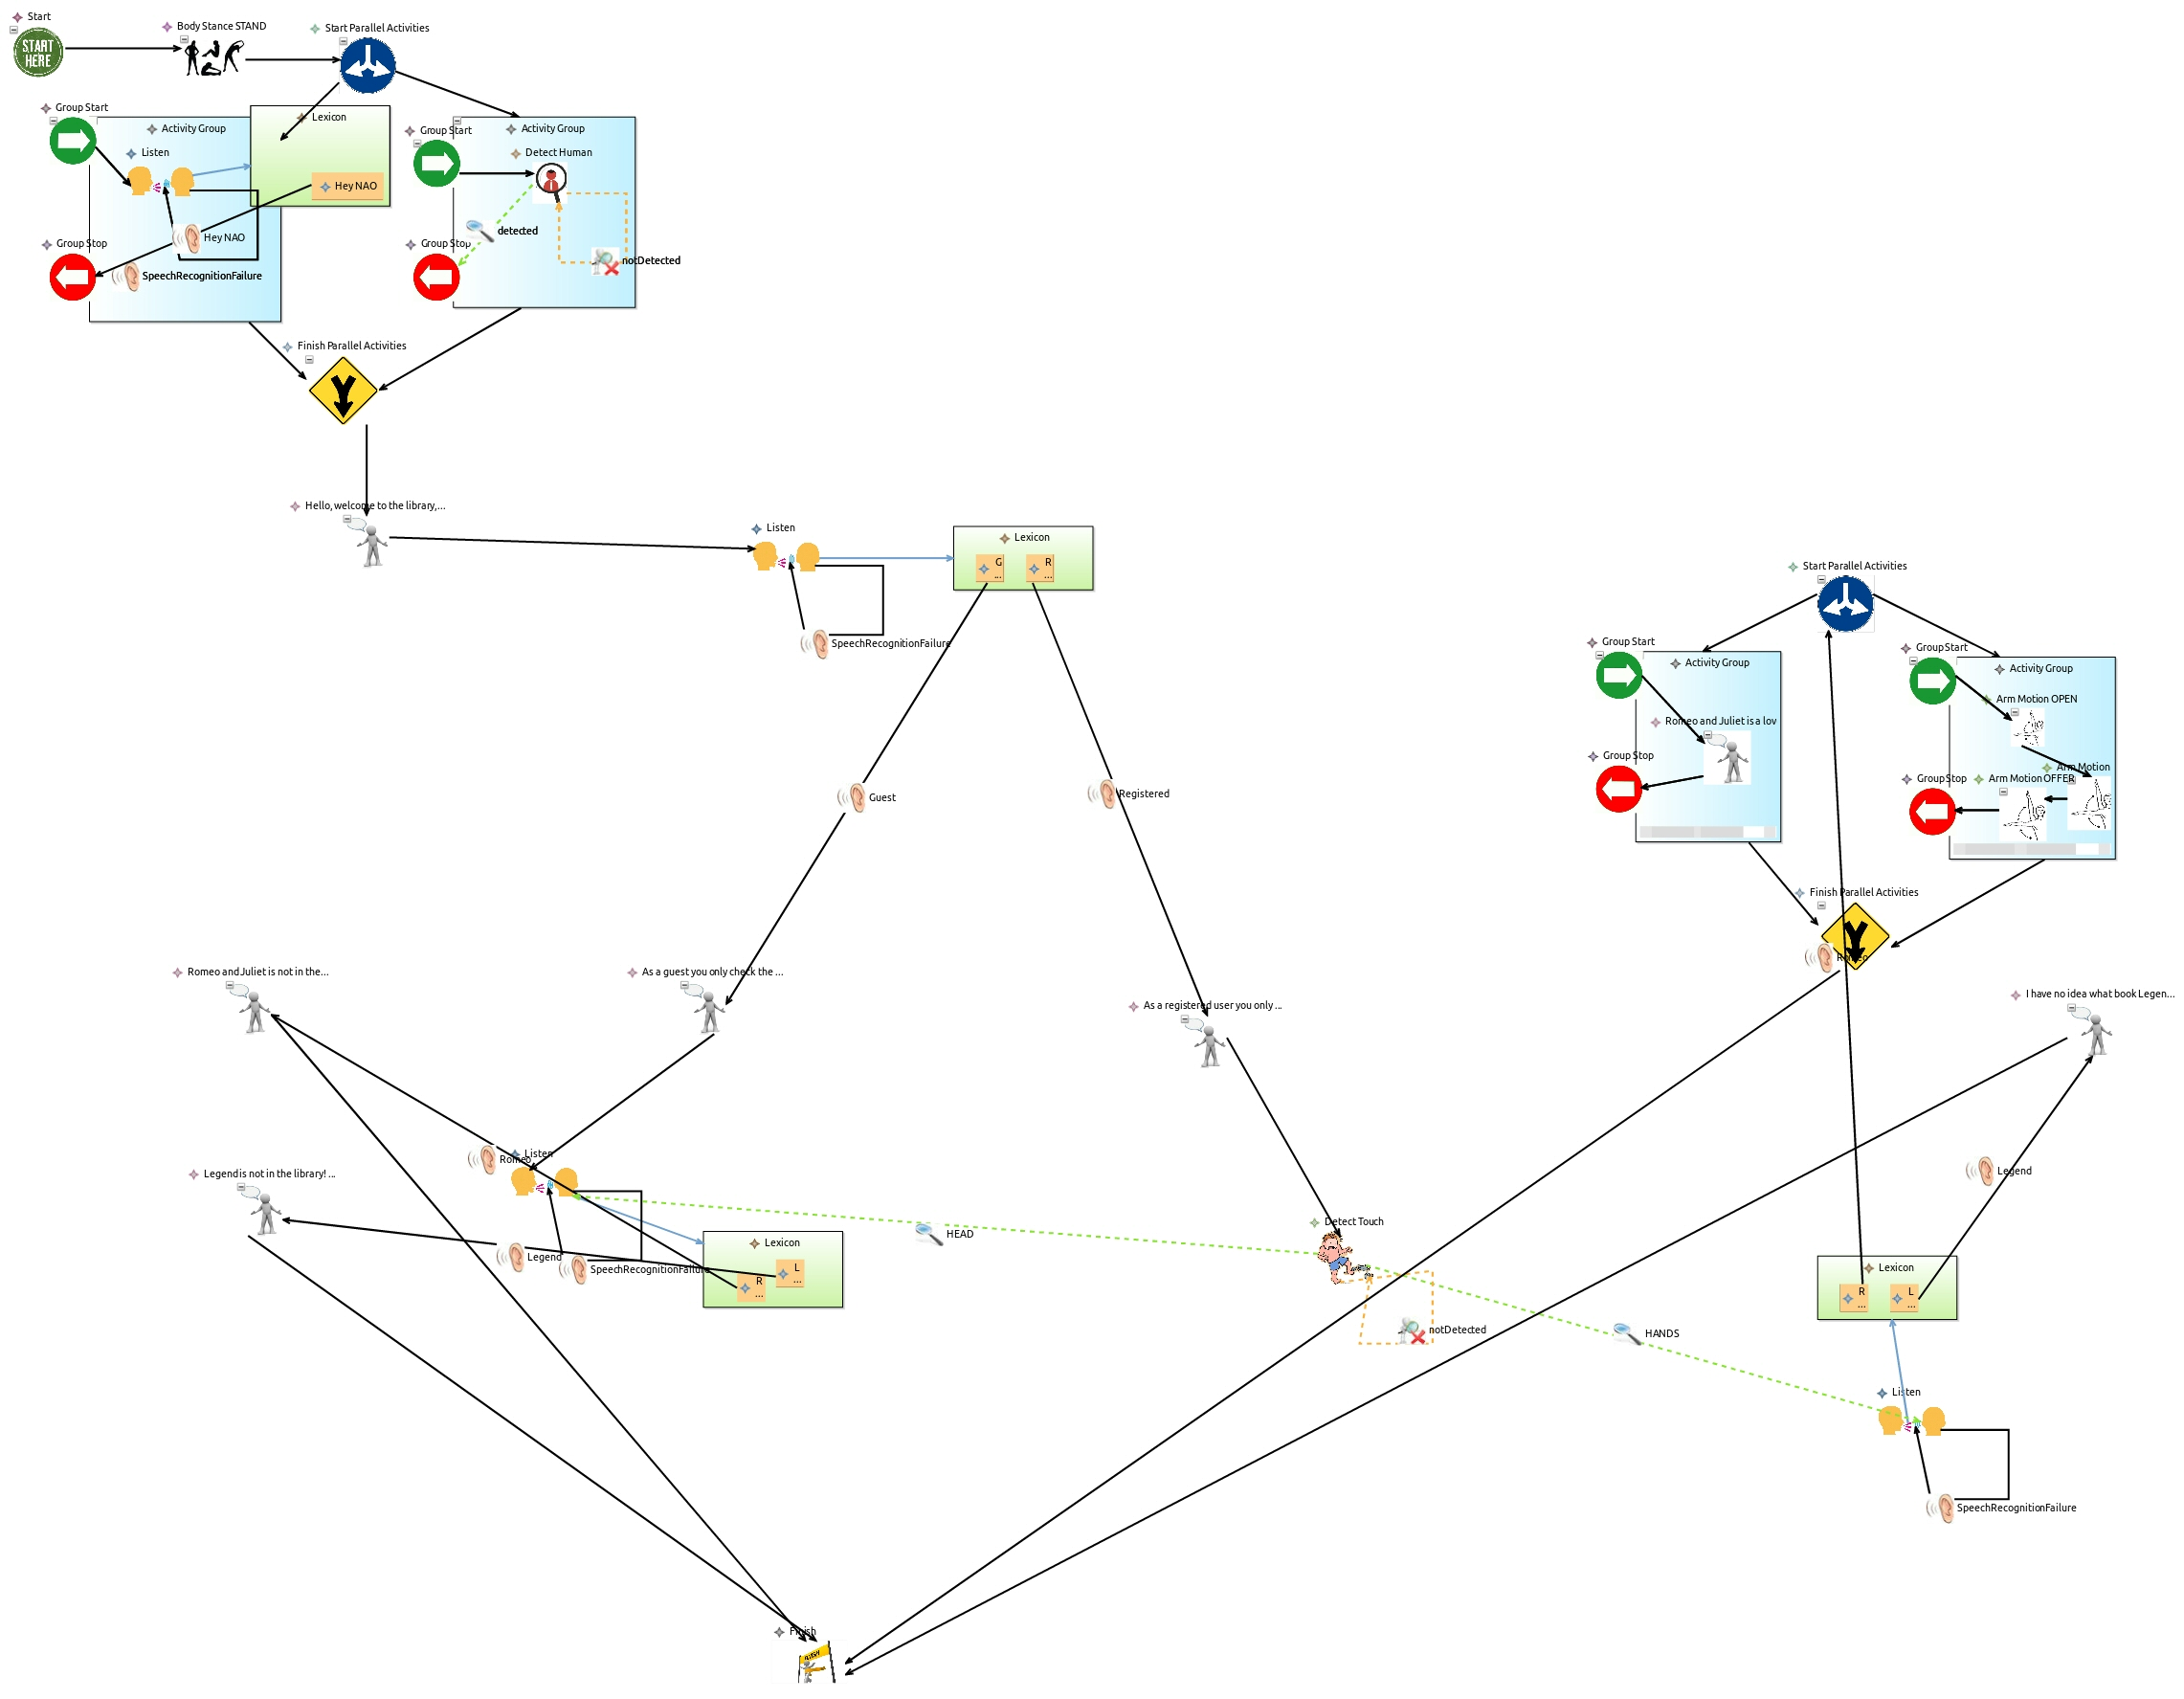 Start
START
HERE
Body Stance STAND
Start Parallel Activities
Group Start
Activity Group
Lexicon
Listen
Hey NAO
Hey NAO
Group Stop
SpeechRecognitionFailure
Group Start
Activity Group
Detect Human
detected
Group Stop
notDetected
Finish Parallel Activities
Hello, welcome to the library,...
Listen
Lexicon
G
...
R
...
SpeechRecognitionFailure
Start Parallel Activities
Group Start
Activity Group
Romeo and Juliet is a lov
Group Stop
Group Start
Activity Group
Arm Motion OPEN
Arm Motion
Arm Motion OFFER
Group Stop
Guest
Registered
Finish Parallel Activities
Romeo
Romeo and Juliet is not in the...
As a guest you only check the ...
As a registered user you only ...
I have no idea what book Legen...
Romeo
Listen
Legend is not in the library! ...
Legend
SpeechRecognitionFailure
Lexicon
L
...
R
...
HEAD
Detect Touch
notDetected
HANDS
Legend
Lexicon
R
...
L
...
Listen
SpeechRecognitionFailure
Finish